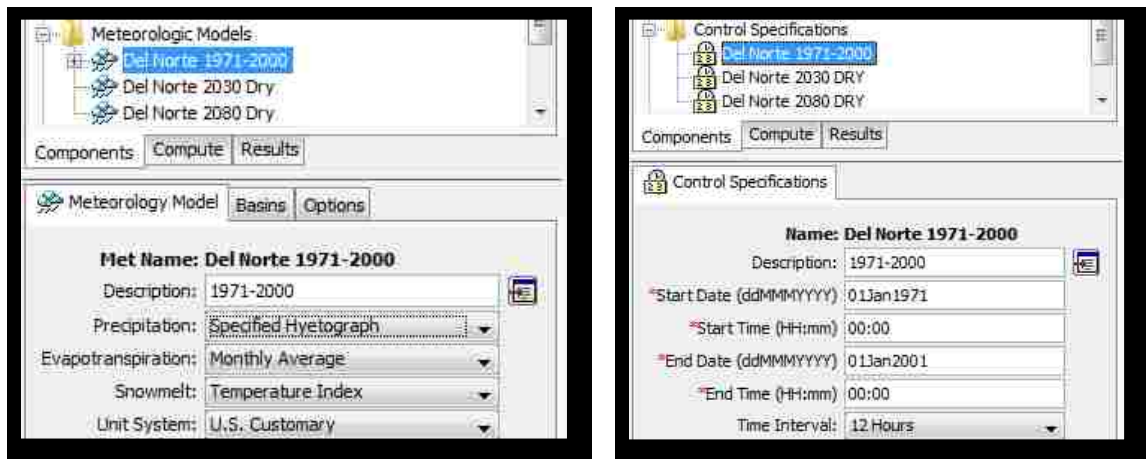 Meteorologic Models
Del Norte 1971-2000
Del Norte 2030 Dry
Del Norte 2080 Dry
Components Compute Results
Meteorology Model Basins Options
Met Name: Del Norte 1971-2000
Description: 1971-2000
Precipitation: Specified Hyetograph
Evapotranspiration: Monthly Average
Snowmelt: Temperature Index
Unit System: U.S. Customary
Control Specifications
Del Norte 1971-2000
Del Norte 2030 DRY
Del Norte 2080 DRY
Components Compute Results
Control Specifications
Name: Del Norte 1971-2000
Description: 1971-2000
*Start Date (ddMMMYYYY) 01Jan1971
*Start Time (HH:mm) 00:00
*End Date (ddMMMYYYY) 01Jan2001
*End Time (HH:mm) 00:00
Time Interval: 12 Hours